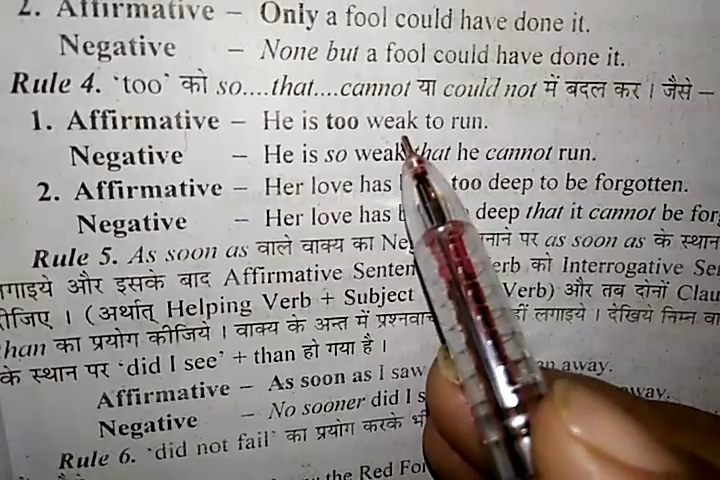 2. Affirmative – Only a fool could have done it.
Negative – None but a fool could have done it.
Rule 4. 'too' को so....that....cannot या could not में बदल कर । जैसे –
1. Affirmative – He is too weak to run.
Negative – He is so weak that he cannot run.
2. Affirmative – Her love has too deep to be forgotten.
Negative – Her love has deep that it cannot be for
Rule 5. As soon as वाले वाक्य का Ne नाने पर as soon as के स्थान
गाइये और इसके बाद Affirmative Senten erb को Interrogative Se
जिए । (अर्थात् Helping Verb + Subject Verb) और तब दोनों Clau
han का प्रयोग कीजिये । वाक्य के अन्त में लगाइये । देखिये निम्न वा
के स्थान पर 'did I see' + than हो गया है ।
Affirmative – As soon as I saw an away.
Negative – No sooner did I s away.
Rule 6. 'did not fail' का प्रयोग करके
the Red For